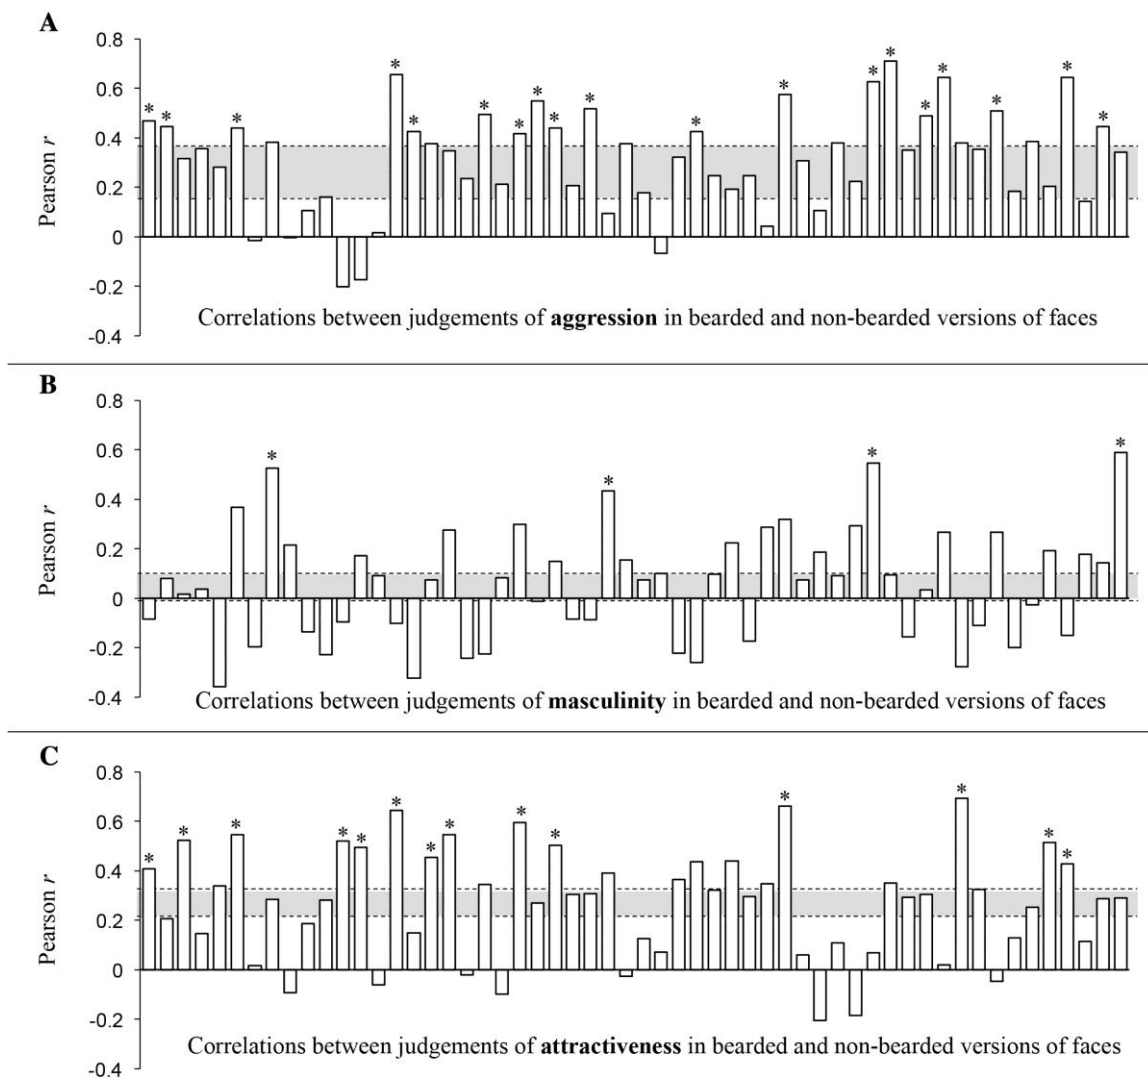 A
0.8
0.6
0.4
0.2
0
-0.2
-0.4
Pearson r
* * * * * * * * * * * * * * * * * * * *
Correlations between judgements of aggression in bearded and non-bearded versions of faces
B
0.8
0.6
0.4
0.2
0
-0.2
-0.4
Pearson r
* * * *
Correlations between judgements of masculinity in bearded and non-bearded versions of faces
C
0.8
0.6
0.4
0.2
0
-0.2
-0.4
Pearson r
* * * * * * * * * * * * * *
Correlations between judgements of attractiveness in bearded and non-bearded versions of faces